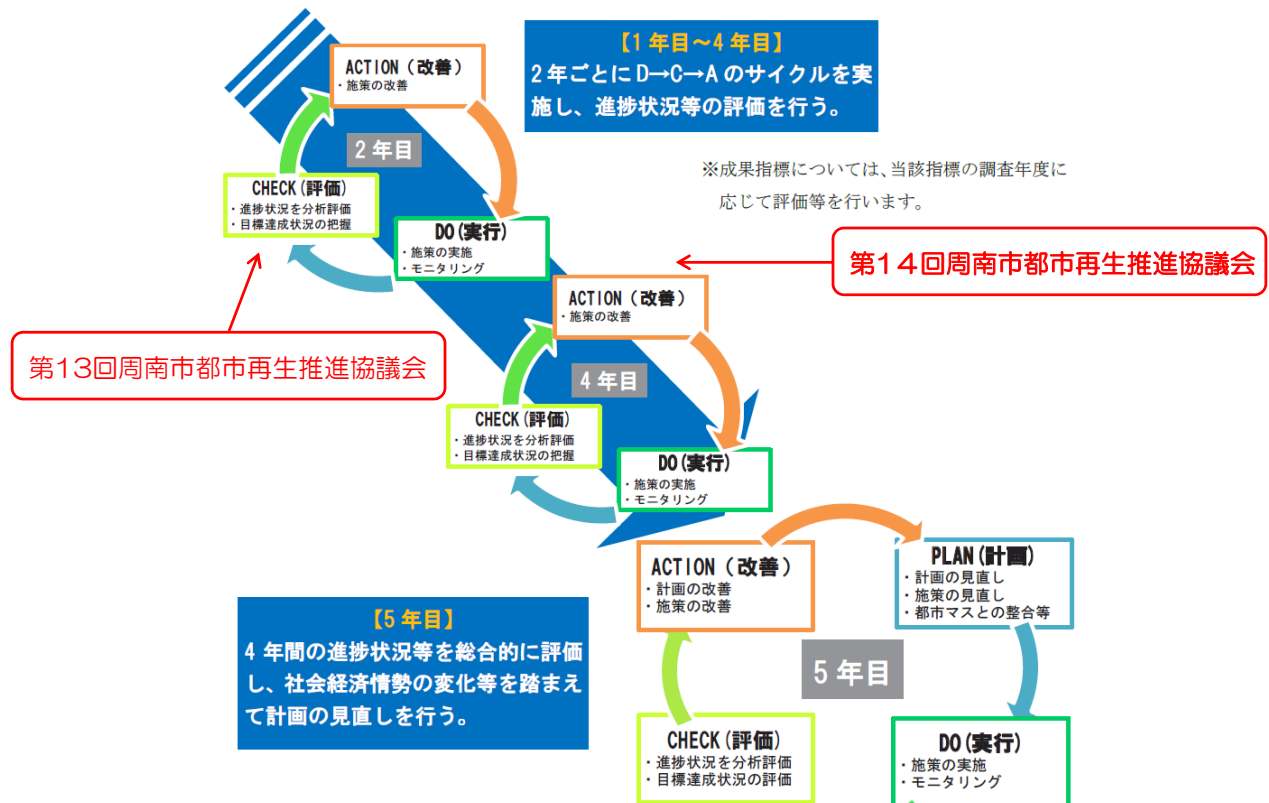 【1年目～4年目】
2年ごとにD→C→Aのサイクルを実
施し、進捗状況等の評価を行う。
※成果指標については、当該指標の調査年度に
応じて評価等を行います。
ACTION（改善）
・施策の改善
2年目
CHECK(評価)
・進捗状況を分析評価
・目標達成状況の把握
DO(実行)
・施策の実施
・モニタリング
第14回周南市都市再生推進協議会
第13回周南市都市再生推進協議会
ACTION（改善）
・施策の改善
4年目
CHECK(評価)
・進捗状況を分析評価
・目標達成状況の把握
DO(実行)
・施策の実施
・モニタリング
【5年目】
4年間の進捗状況等を総合的に評価
し、社会経済情勢の変化等を踏まえ
て計画の見直しを行う。
ACTION（改善）
・計画の改善
・施策の改善
PLAN(計画)
・計画の見直し
・施策の見直し
・都市マスとの整合等
5年目
CHECK(評価)
・進捗状況を分析評価
・目標達成状況の評価
DO(実行)
・施策の実施
・モニタリング